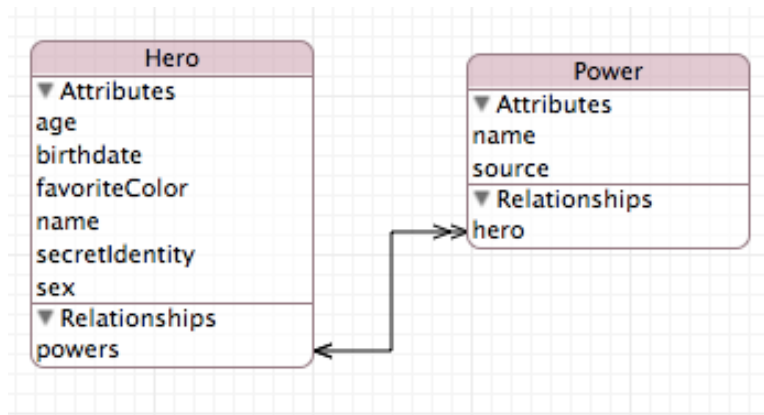 Hero
Attributes
age
birthdate
favoriteColor
name
secretIdentity
sex
Relationships
powers
Power
Attributes
name
source
Relationships
hero